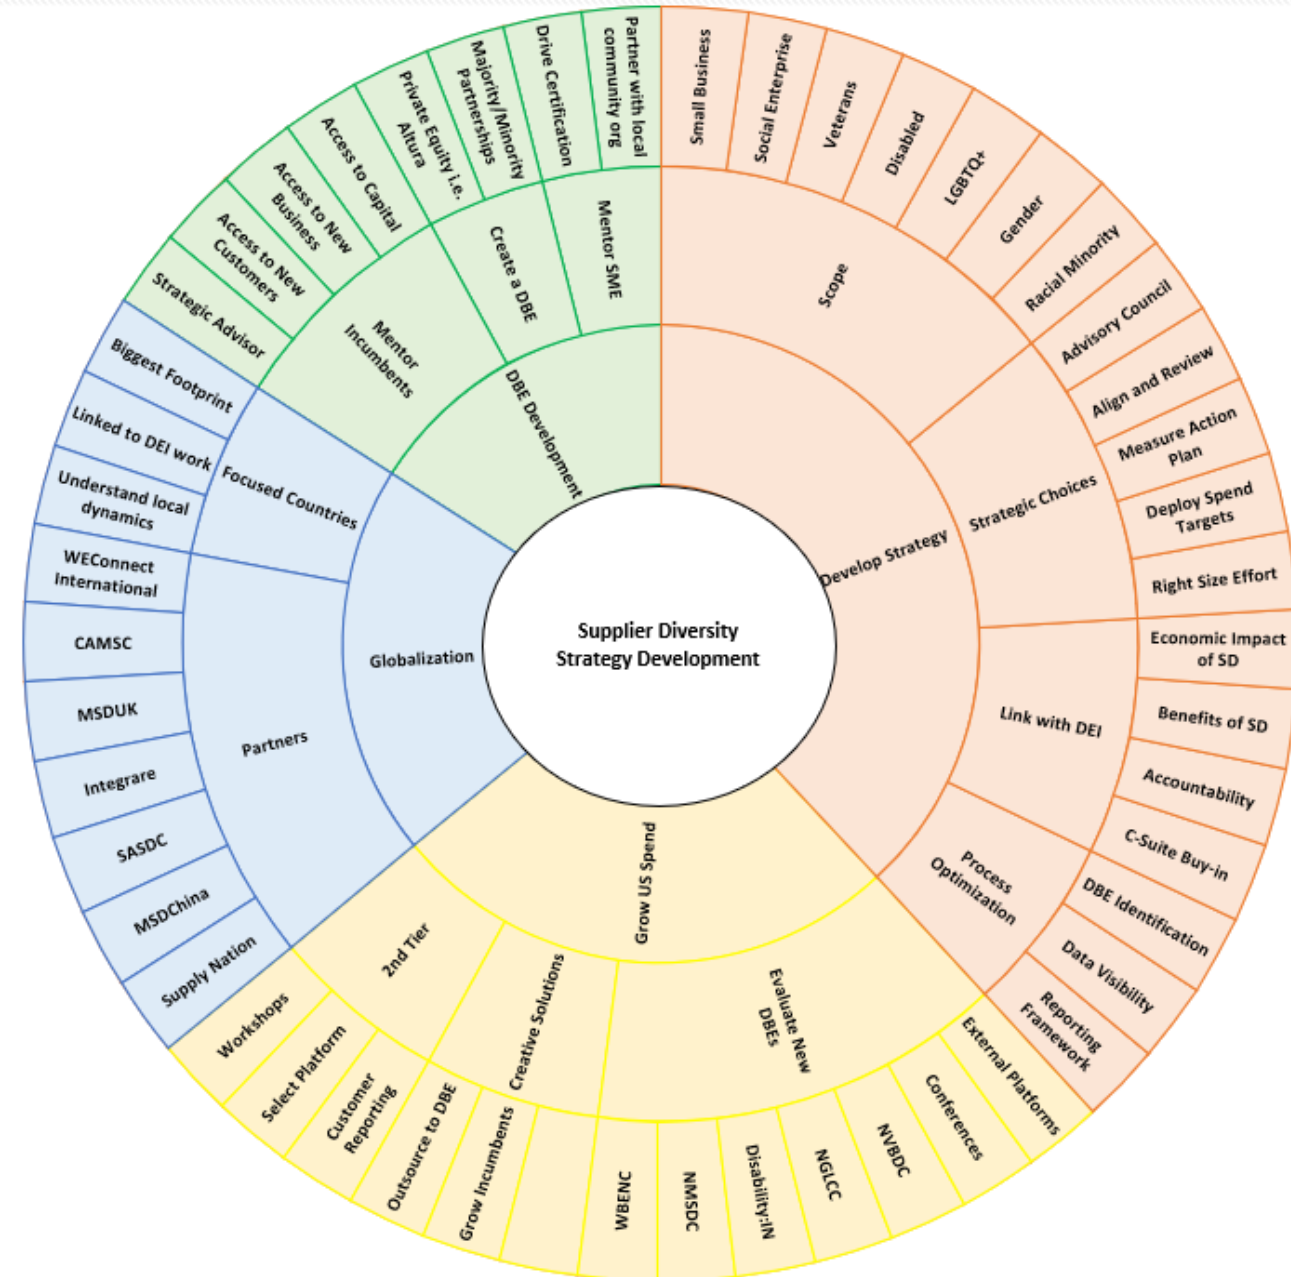 Supplier Diversity
Strategy Development
Develop Strategy
Scope
Small Business
Social Enterprise
Veterans
Disabled
LGBTQ+
Gender
Racial Minority
Strategic Choices
Advisory Council
Align and Review
Measure Action
Plan
Deploy Spend
Targets
Right Size Effort
Link with DEI
Economic Impact
of SD
Benefits of SD
Accountability
C-Suite Buy-in
Process
Optimization
DBE Identification
Data Visibility
Reporting
Framework
Grow US Spend
Evaluate New
DBEs
External Platforms
Conferences
NVBDC
NGLCC
Disability:IN
NMSDC
WBENC
Creative Solutions
Grow Incumbents
Outsource to DBE
2nd Tier
Customer
Reporting
Select Platform
Workshops
Globalization
Partners
Supply Nation
MSDChina
SASDC
Integrare
MSDUK
CAMSC
WEConnect
International
Focused Countries
Understand local
dynamics
Linked to DEI work
Biggest Footprint
DBE Development
Mentor
Incumbents
Strategic Advisor
Access to New
Customers
Access to New
Business
Access to Capital
Create a DBE
Private Equity i.e.
Altura
Majority/Minority
Partnerships
Mentor SME
Drive Certification
Partner with local
community org